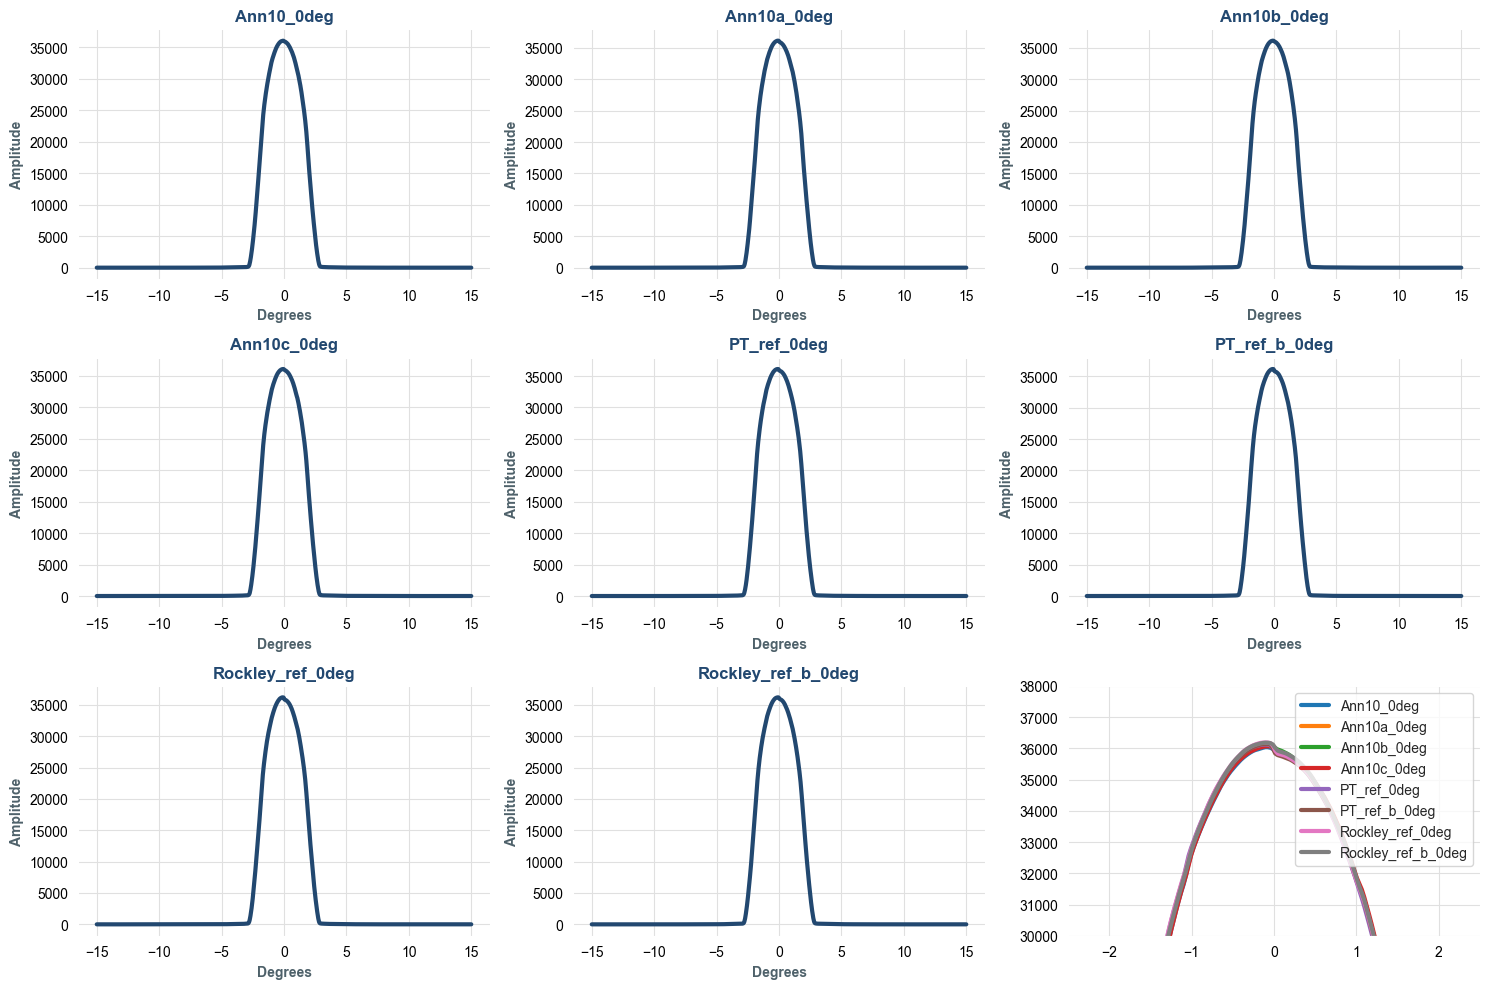 Ann10_0deg
Ann10a_0deg
Ann10b_0deg
35000
30000
25000
20000
15000
10000
5000
0
Amplitude
−15 −10 −5 0 5 10 15
Degrees
35000
30000
25000
20000
15000
10000
5000
0
Amplitude
−15 −10 −5 0 5 10 15
Degrees
35000
30000
25000
20000
15000
10000
5000
0
Amplitude
−15 −10 −5 0 5 10 15
Degrees
Ann10c_0deg
PT_ref_0deg
PT_ref_b_0deg
35000
30000
25000
20000
15000
10000
5000
0
Amplitude
−15 −10 −5 0 5 10 15
Degrees
35000
30000
25000
20000
15000
10000
5000
0
Amplitude
−15 −10 −5 0 5 10 15
Degrees
35000
30000
25000
20000
15000
10000
5000
0
Amplitude
−15 −10 −5 0 5 10 15
Degrees
Rockley_ref_0deg
Rockley_ref_b_0deg
35000
30000
25000
20000
15000
10000
5000
0
Amplitude
−15 −10 −5 0 5 10 15
Degrees
35000
30000
25000
20000
15000
10000
5000
0
Amplitude
−15 −10 −5 0 5 10 15
Degrees
38000
37000
36000
35000
34000
33000
32000
31000
30000
−2 −1 0 1 2
Ann10_0deg
Ann10a_0deg
Ann10b_0deg
Ann10c_0deg
PT_ref_0deg
PT_ref_b_0deg
Rockley_ref_0deg
Rockley_ref_b_0deg